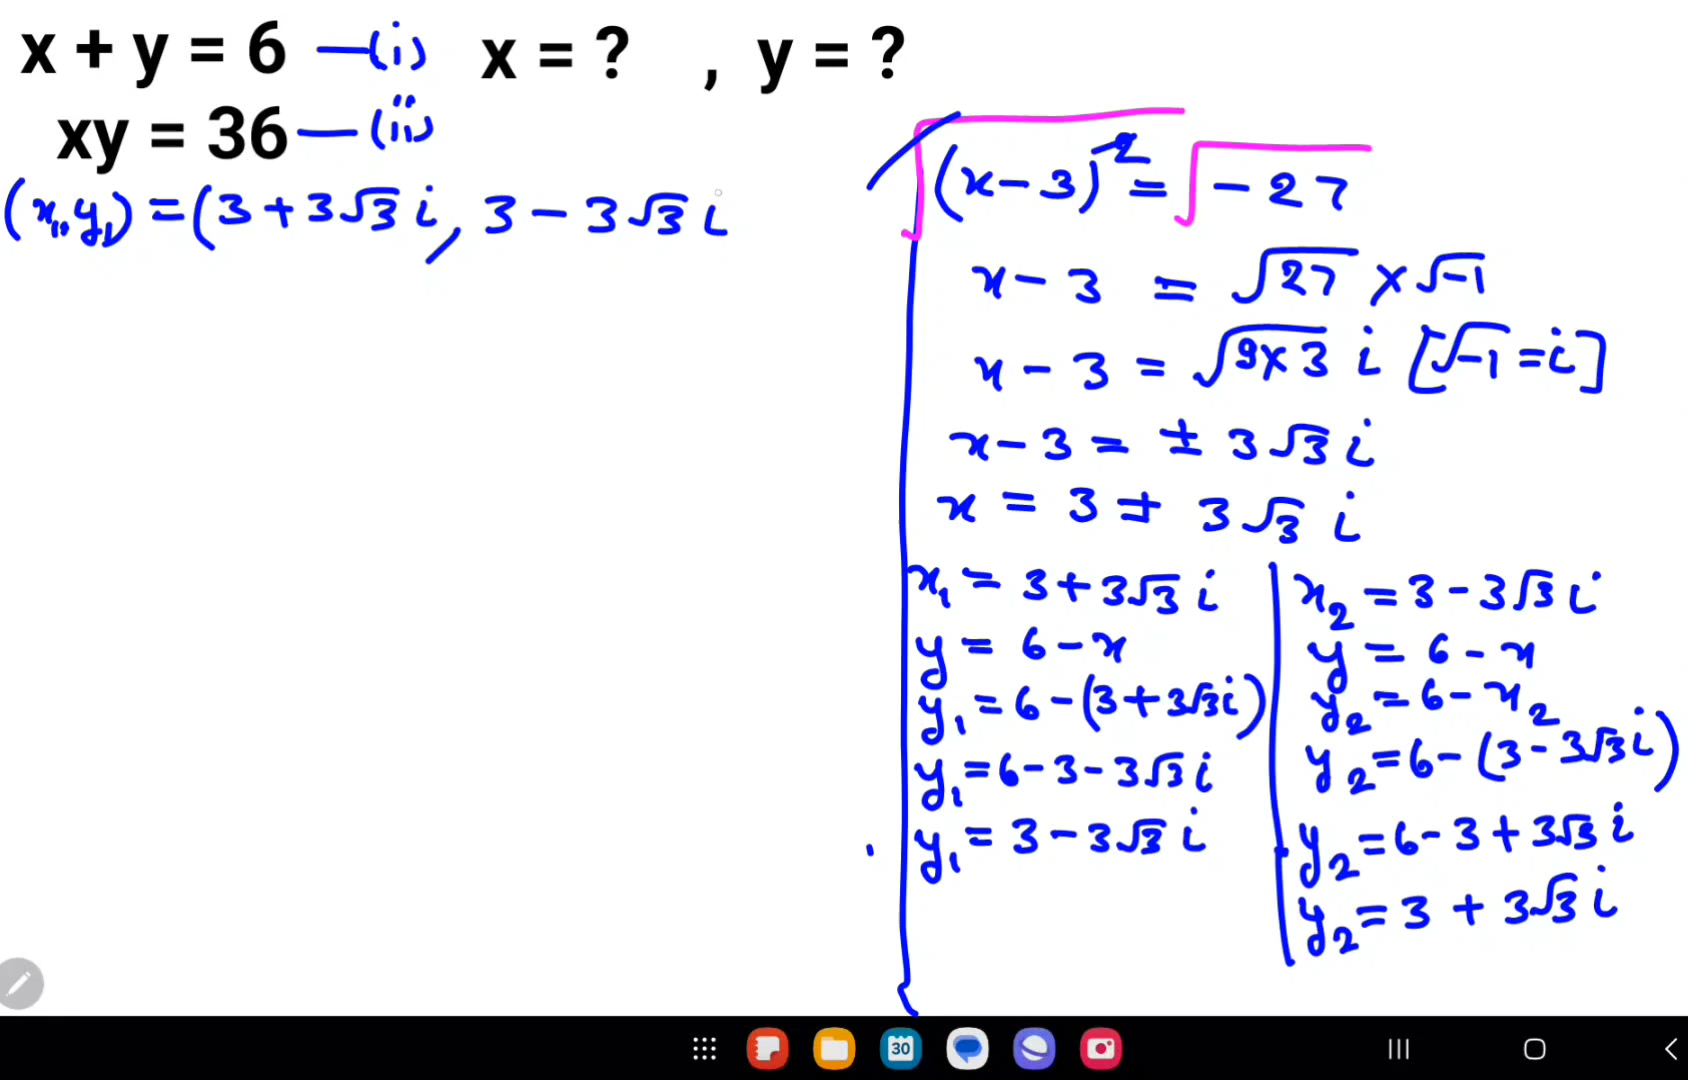 x + y = 6 —(i) x = ? , y = ?
xy = 36 —(ii)
(x₁, y₁) = (3 + 3√3 i, 3 − 3√3 i
√(x − 3)² = √−27
x − 3 = √27 × √−1
x − 3 = √9×3 i [√−1 = i]
x − 3 = ± 3√3 i
x = 3 ± 3√3 i
x₁ = 3 + 3√3 i
y = 6 − x
y₁ = 6 − (3 + 3√3 i)
y₁ = 6 − 3 − 3√3 i
y₁ = 3 − 3√3 i
x₂ = 3 − 3√3 i
y = 6 − x
y₂ = 6 − x₂
y₂ = 6 − (3 − 3√3 i)
y₂ = 6 − 3 + 3√3 i
y₂ = 3 + 3√3 i
30